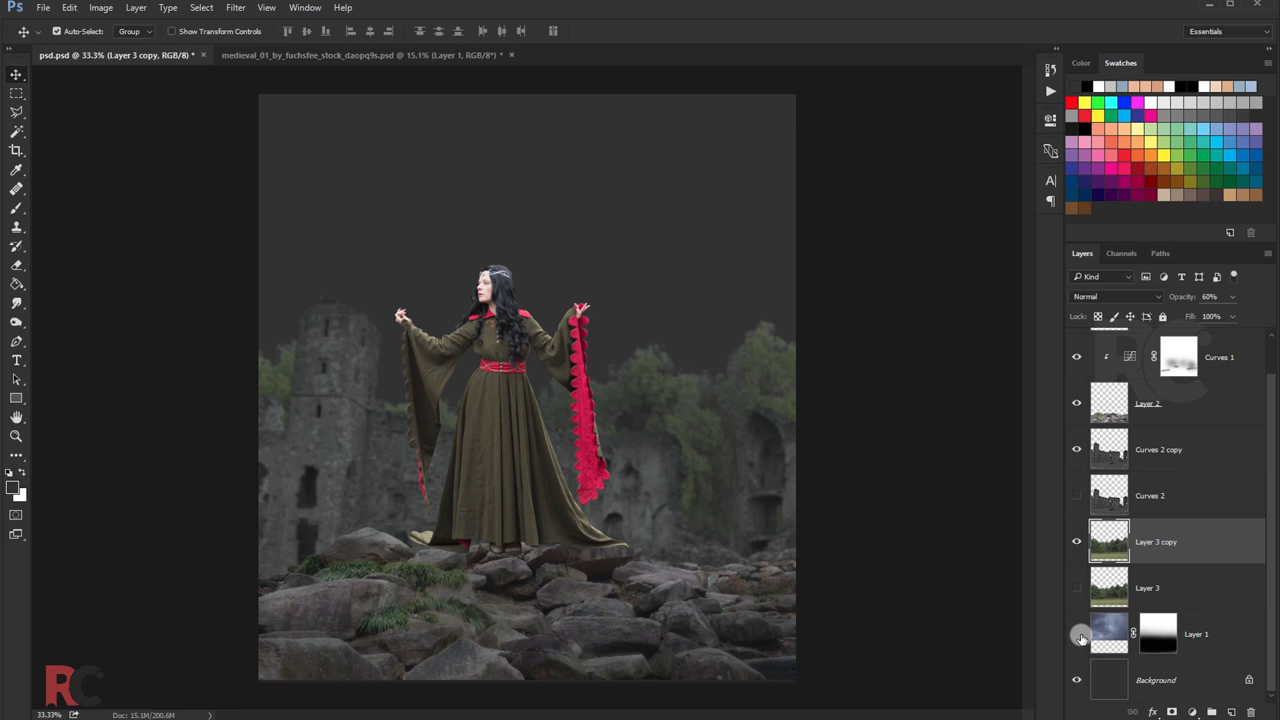 Ps File Edit Image Layer Type Select Filter View Window Help
Auto-Select: Group Show Transform Controls Essentials
psd.psd @ 33.3% (Layer 3 copy, RGB/8) * × medieval_01_by_fuchsfee_stock_daopq9s.psd @ 15.1% (Layer 1, RGB/8*) * ×
Color Swatches
Layers Channels Paths
Kind
Normal Opacity: 60%
Lock: Fill: 100%
Curves 1
Layer 2
Curves 2 copy
Curves 2
Layer 3 copy
Layer 3
Layer 1
Background
RC
33.33% Doc: 15.1M/200.6M